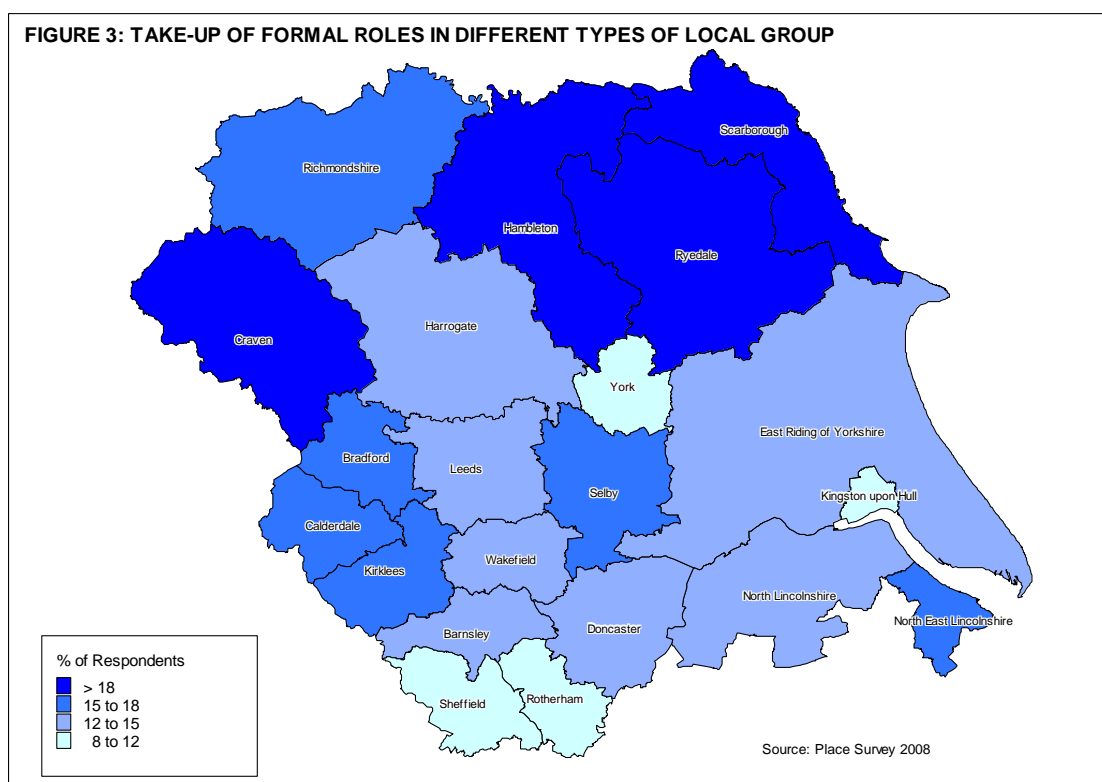 FIGURE 3: TAKE-UP OF FORMAL ROLES IN DIFFERENT TYPES OF LOCAL GROUP
Scarborough
Richmondshire
Hambleton
Ryedale
Harrogate
Craven
York
East Riding of Yorkshire
Bradford
Leeds
Selby
Kingston upon Hull
Calderdale
Wakefield
Kirklees
North Lincolnshire
North East Lincolnshire
Doncaster
Barnsley
Rotherham
Sheffield
% of Respondents
> 18
15 to 18
12 to 15
8 to 12
Source: Place Survey 2008